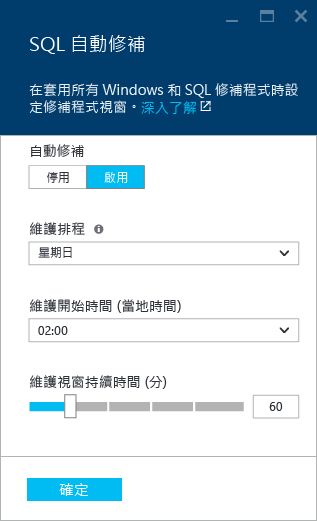 SQL 自動修補
在套用所有 Windows 和 SQL 修補程式時設
定修補程式視窗。深入了解
自動修補
停用 啟用
維護排程
星期日
維護開始時間 (當地時間)
02:00
維護視窗持續時間 (分)
60
確定